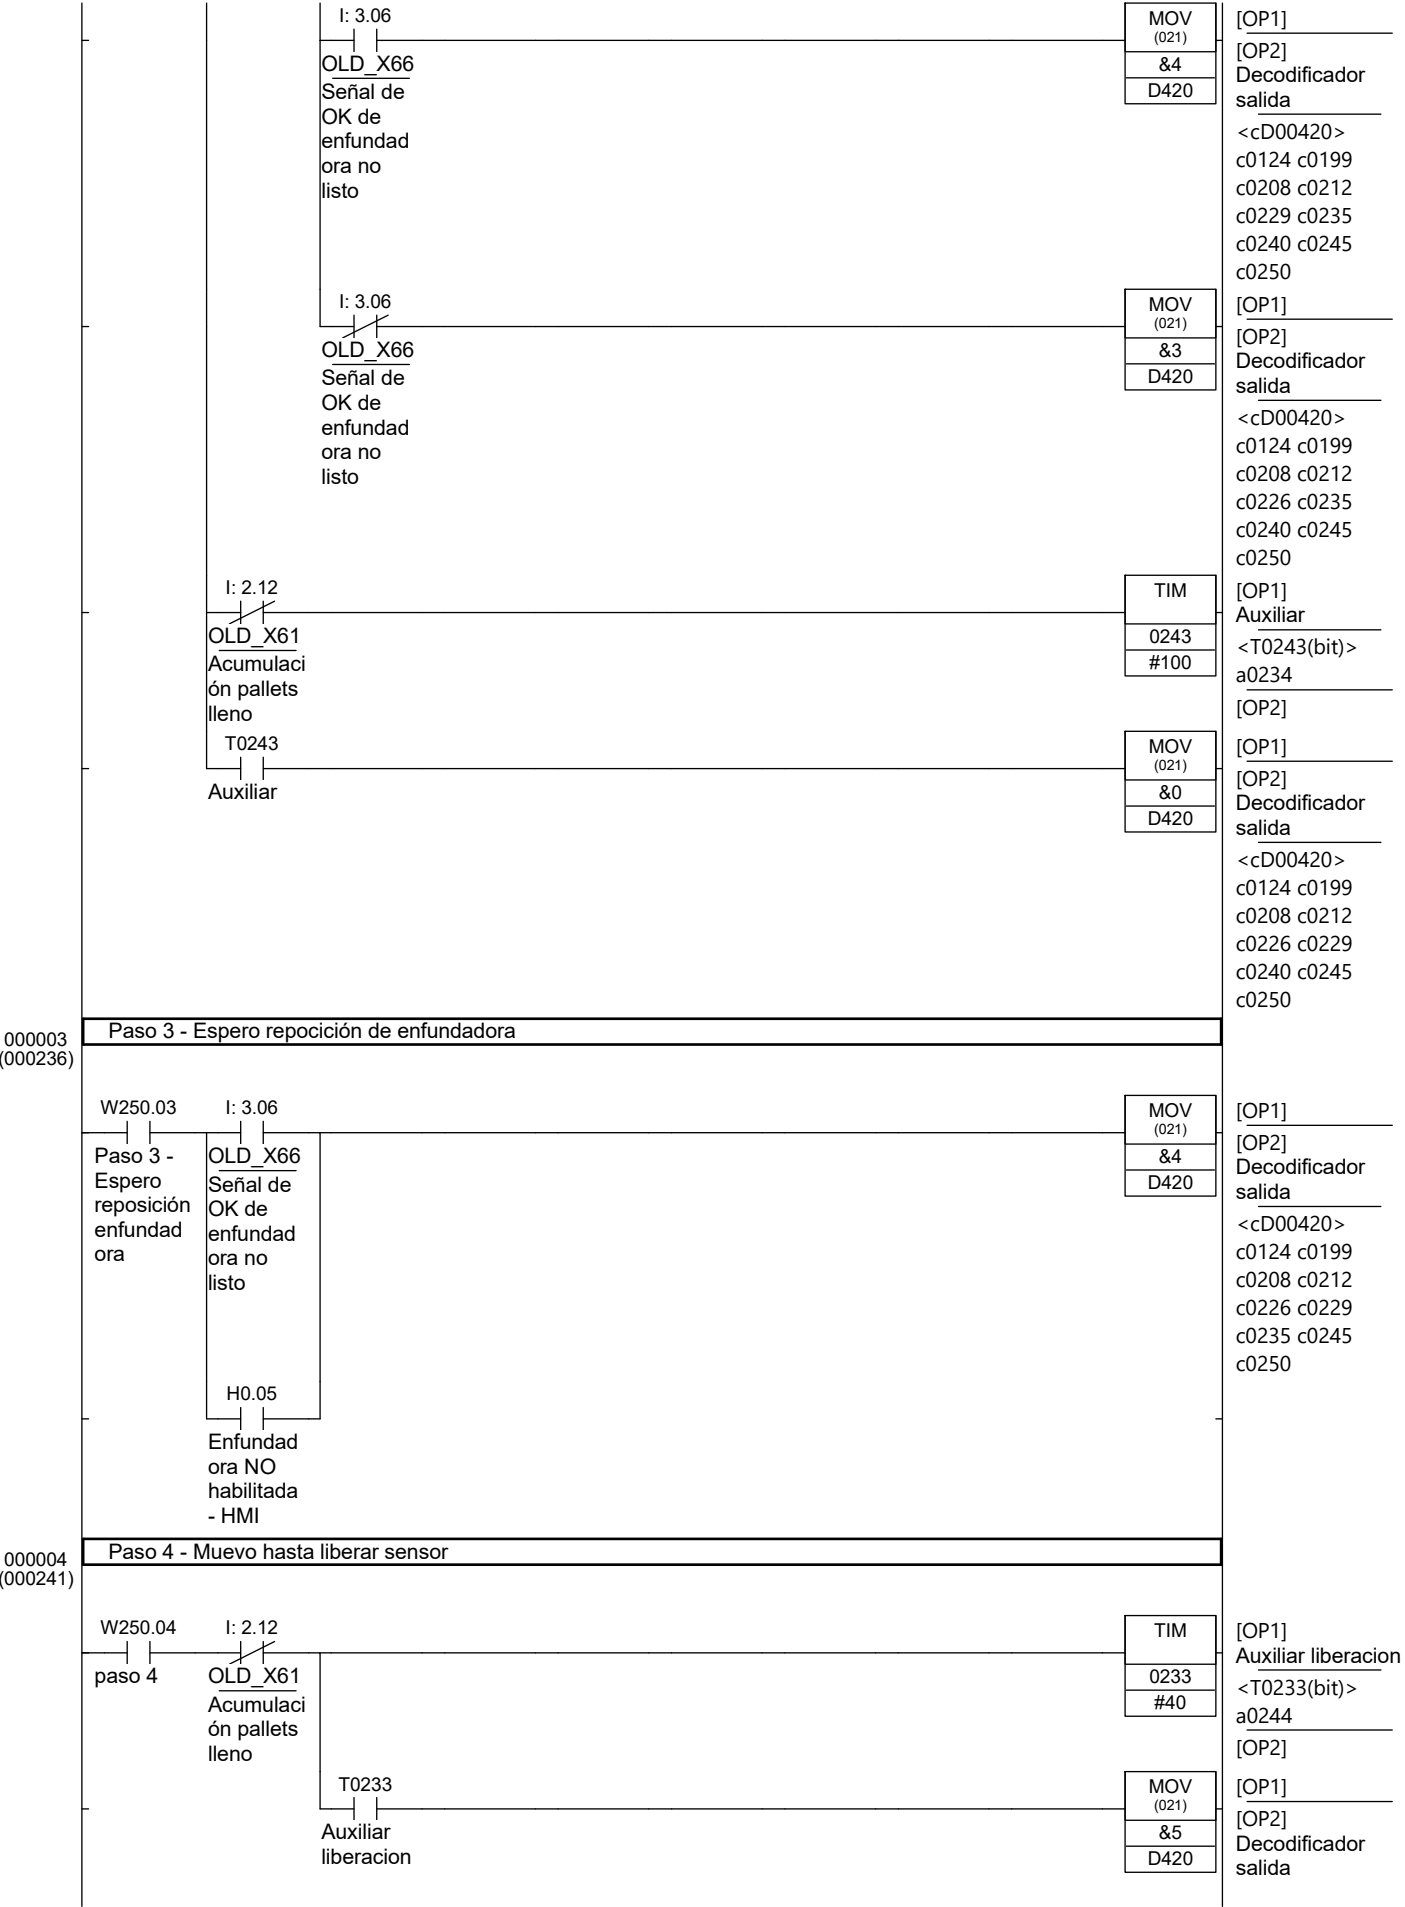 I: 3.06
OLD_X66
Señal de
OK de
enfundad
ora no
listo
MOV
(021)
&4
D420
[OP1]
[OP2]
Decodificador
salida
<cD00420>
c0124 c0199
c0208 c0212
c0229 c0235
c0240 c0245
c0250
I: 3.06
OLD_X66
Señal de
OK de
enfundad
ora no
listo
MOV
(021)
&3
D420
[OP1]
[OP2]
Decodificador
salida
<cD00420>
c0124 c0199
c0208 c0212
c0226 c0235
c0240 c0245
c0250
I: 2.12
OLD_X61
Acumulaci
ón pallets
lleno
TIM
0243
#100
[OP1]
Auxiliar
<T0243(bit)>
a0234
[OP2]
T0243
Auxiliar
MOV
(021)
&0
D420
[OP1]
[OP2]
Decodificador
salida
<cD00420>
c0124 c0199
c0208 c0212
c0226 c0229
c0240 c0245
c0250
000003
(000236)
Paso 3 - Espero repocición de enfundadora
W250.03
Paso 3 -
Espero
reposición
enfundad
ora
I: 3.06
OLD_X66
Señal de
OK de
enfundad
ora no
listo
MOV
(021)
&4
D420
[OP1]
[OP2]
Decodificador
salida
<cD00420>
c0124 c0199
c0208 c0212
c0226 c0229
c0235 c0245
c0250
H0.05
Enfundad
ora NO
habilitada
- HMI
000004
(000241)
Paso 4 - Muevo hasta liberar sensor
W250.04
paso 4
I: 2.12
OLD_X61
Acumulaci
ón pallets
lleno
TIM
0233
#40
[OP1]
Auxiliar liberacion
<T0233(bit)>
a0244
[OP2]
T0233
Auxiliar
liberacion
MOV
(021)
&5
D420
[OP1]
[OP2]
Decodificador
salida